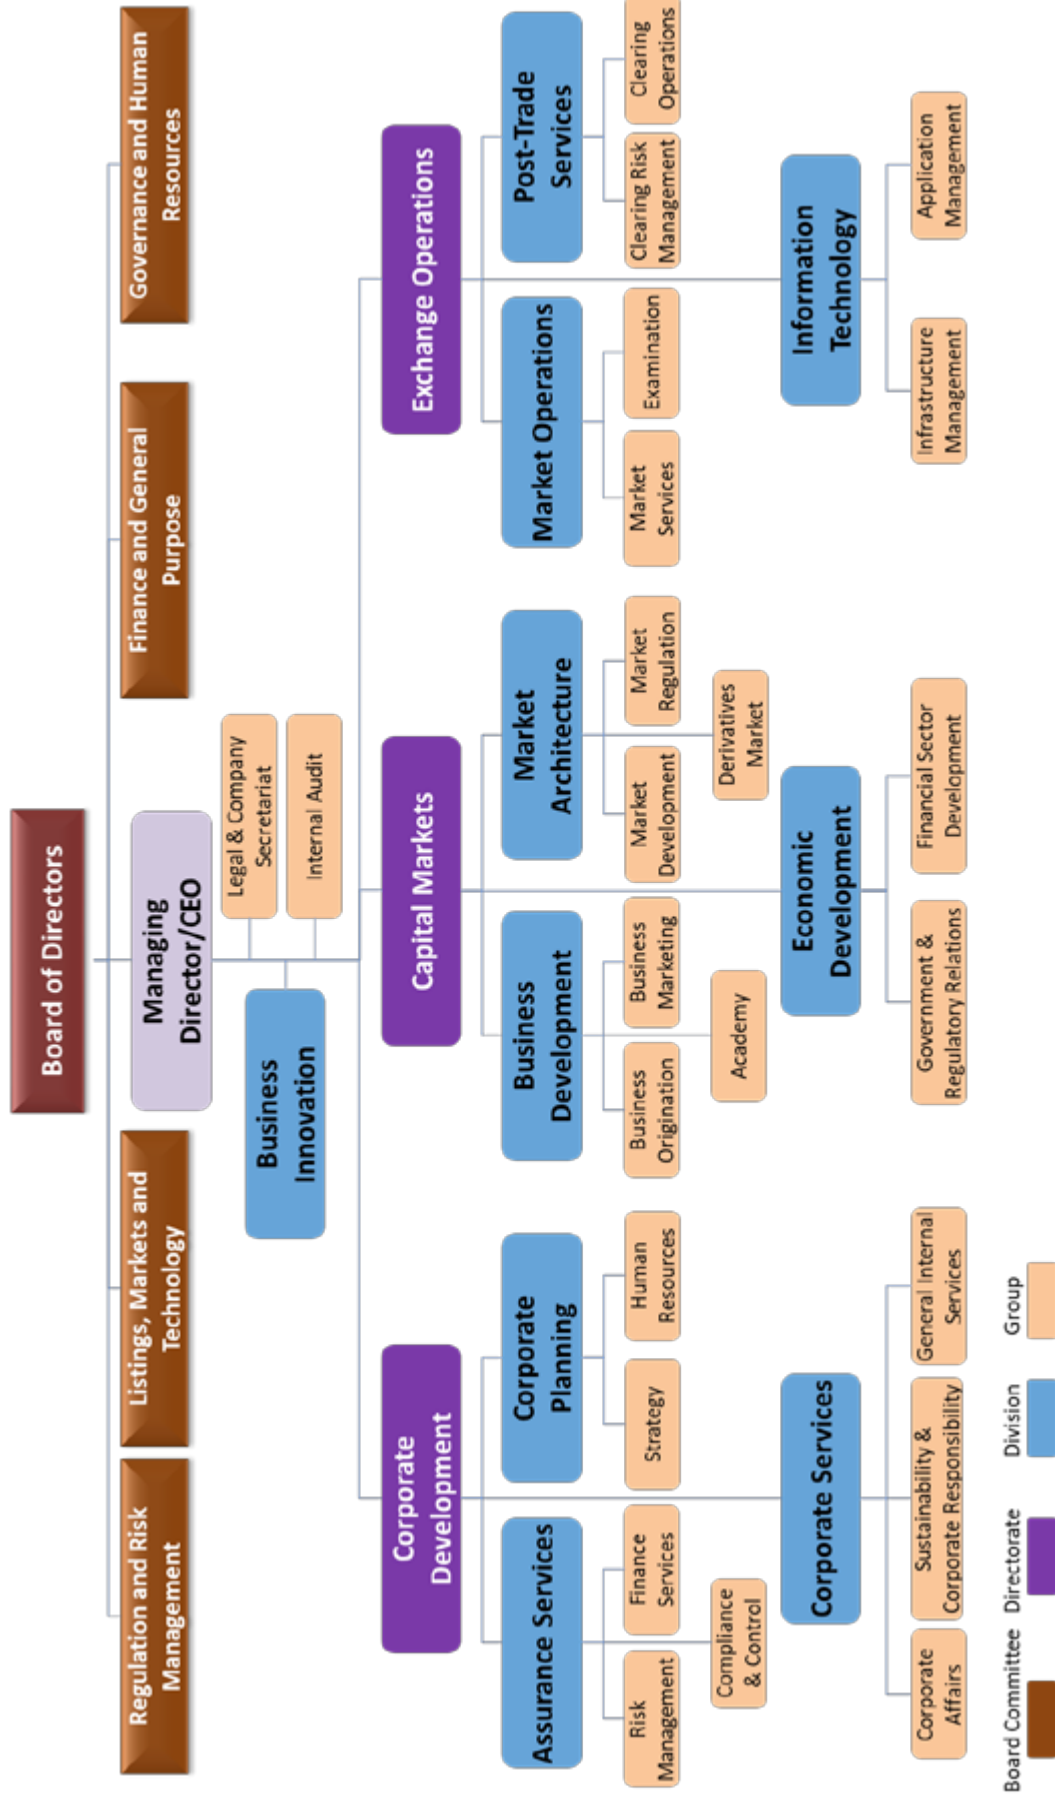 Board of Directors
Regulation and Risk
Management
Listings, Markets and
Technology
Finance and General
Purpose
Governance and Human
Resources
Managing
Director/CEO
Legal & Company
Secretariat
Internal Audit
Business
Innovation
Corporate
Development
Capital Markets
Exchange Operations
Assurance Services
Corporate
Planning
Business
Development
Market
Architecture
Market Operations
Post-Trade
Services
Risk
Management
Finance
Services
Strategy
Human
Resources
Business
Origination
Business
Marketing
Market
Development
Market
Regulation
Market
Services
Examination
Clearing Risk
Management
Clearing
Operations
Compliance
& Control
Academy
Derivatives
Market
Corporate Services
Economic
Development
Information
Technology
Corporate
Affairs
Sustainability &
Corporate Responsibility
General Internal
Services
Government &
Regulatory Relations
Financial Sector
Development
Infrastructure
Management
Application
Management
Board Committee
Directorate
Division
Group